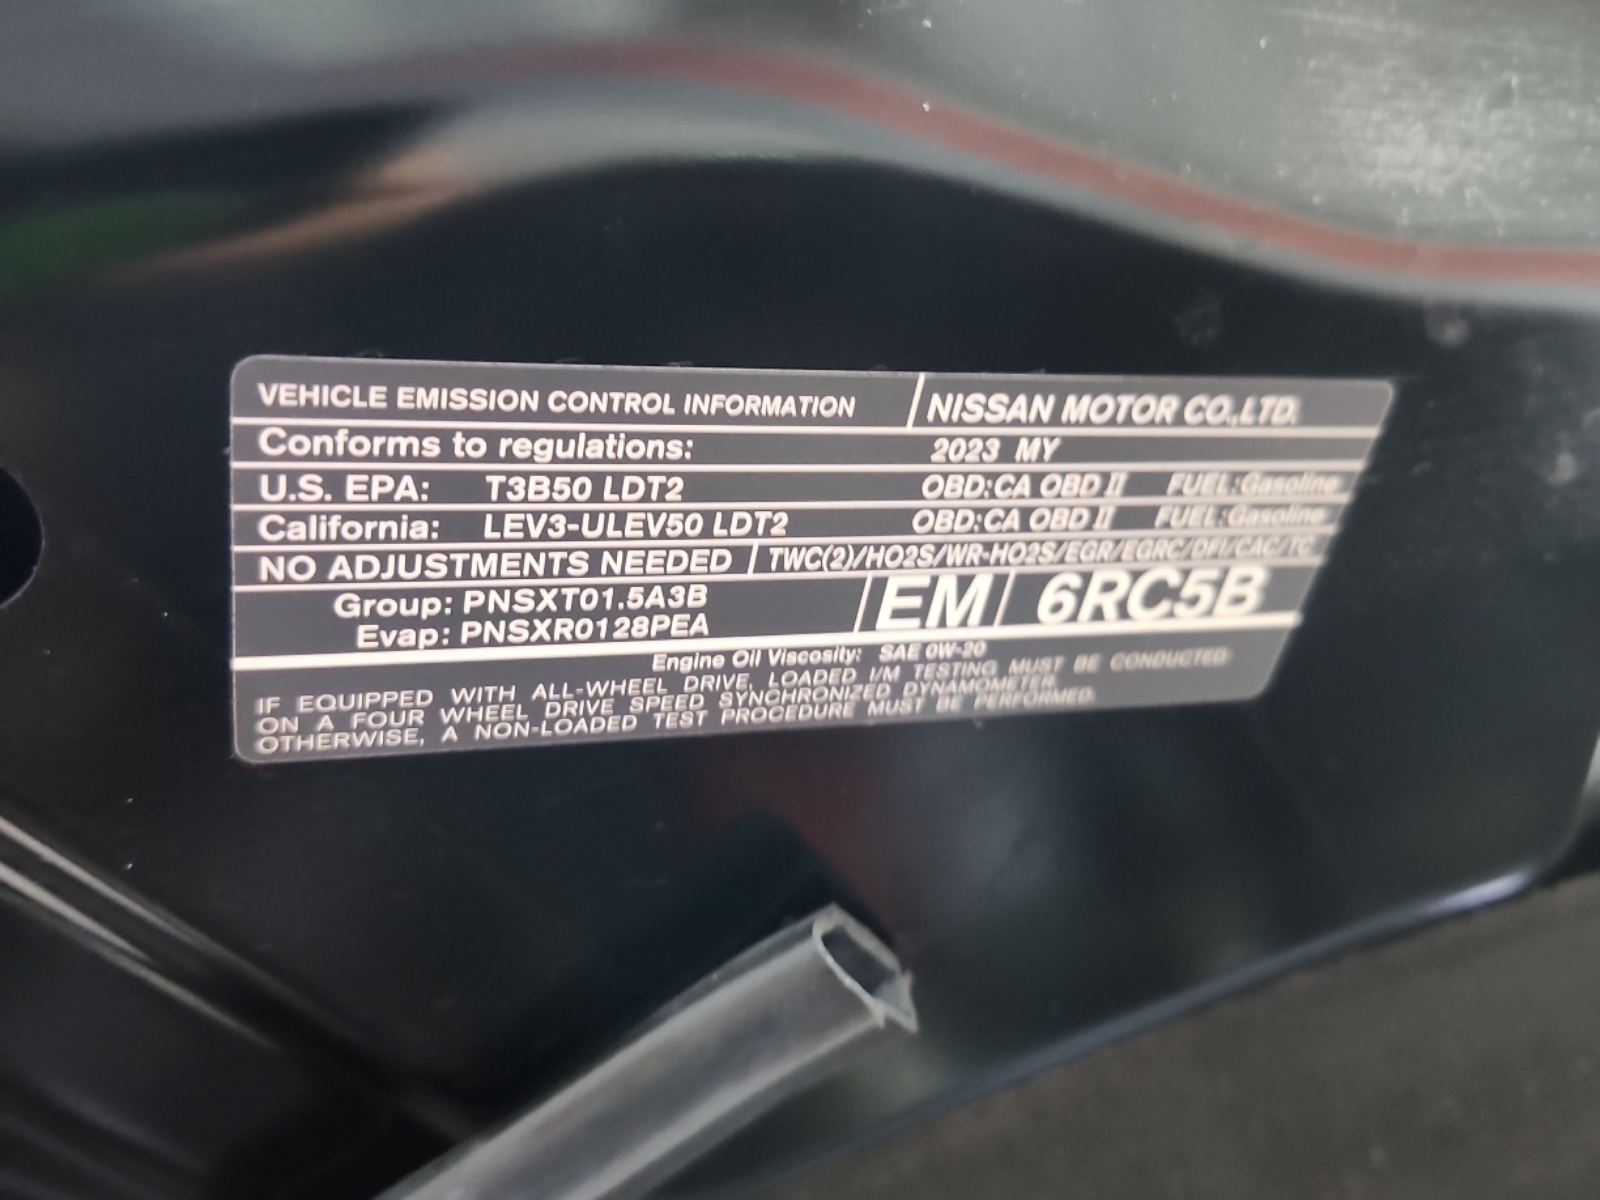 VEHICLE EMISSION CONTROL INFORMATION NISSAN MOTOR CO.,LTD.
Conforms to regulations: 2023 MY
U.S. EPA: T3B50 LDT2 OBD:CA OBD II FUEL:Gasoline
California: LEV3-ULEV50 LDT2 OBD:CA OBD II FUEL:Gasoline
NO ADJUSTMENTS NEEDED TWC(2)/HO2S/WR-HO2S/EGR/EGRC/DFI/CAC/TC
Group: PNSXT01.5A3B
Evap: PNSXR0128PEA
EM 6RC5B
Engine Oil Viscosity: SAE 0W-20
IF EQUIPPED WITH ALL-WHEEL DRIVE, LOADED I/M TESTING MUST BE CONDUCTED
ON A FOUR WHEEL DRIVE SPEED SYNCHRONIZED DYNAMOMETER.
OTHERWISE, A NON-LOADED TEST PROCEDURE MUST BE PERFORMED.